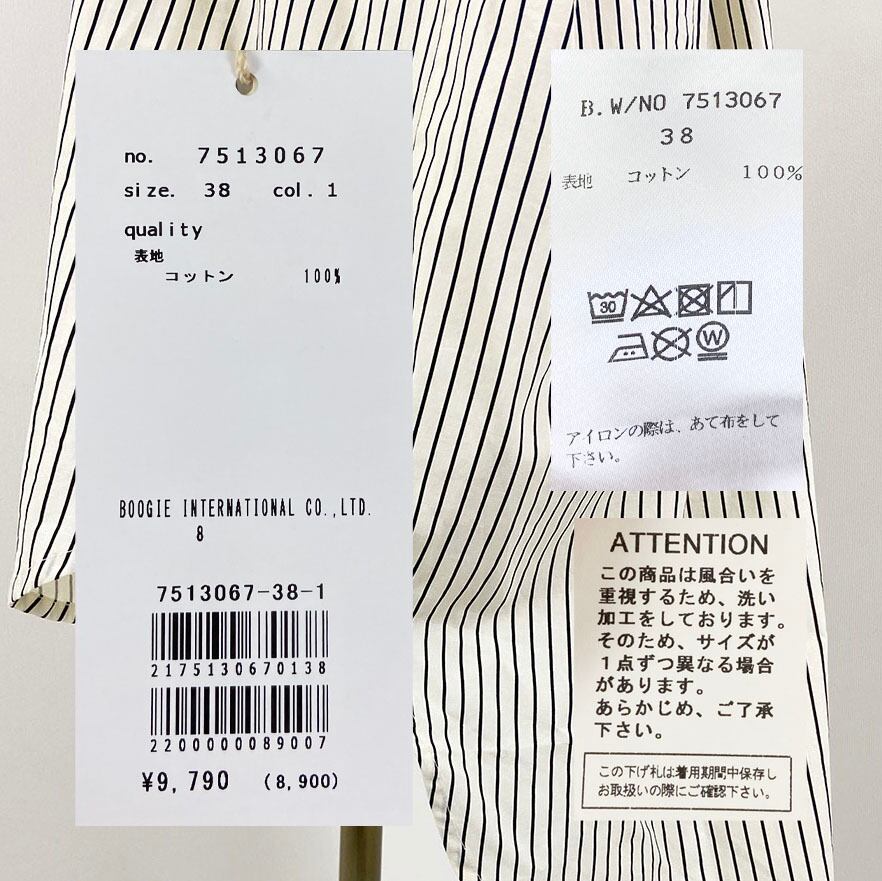 no. 7513067
size. 38 col. 1
quality
表地
コットン 100%
BOOGIE INTERNATIONAL CO.,LTD.
8
7513067-38-1
2175130670138
2200000089007
¥9,790 (8,900)
B.W/NO 7513067
38
表地 コットン 100%
30
W
アイロンの際は、あて布をして
下さい。
ATTENTION
この商品は風合いを
重視するため、洗い
加工をしております。
そのため、サイズが
1点ずつ異なる場合
があります。
あらかじめ、ご了承
下さい。
この下げ札は着用期間中保存し
お取扱いの際にご確認下さい。